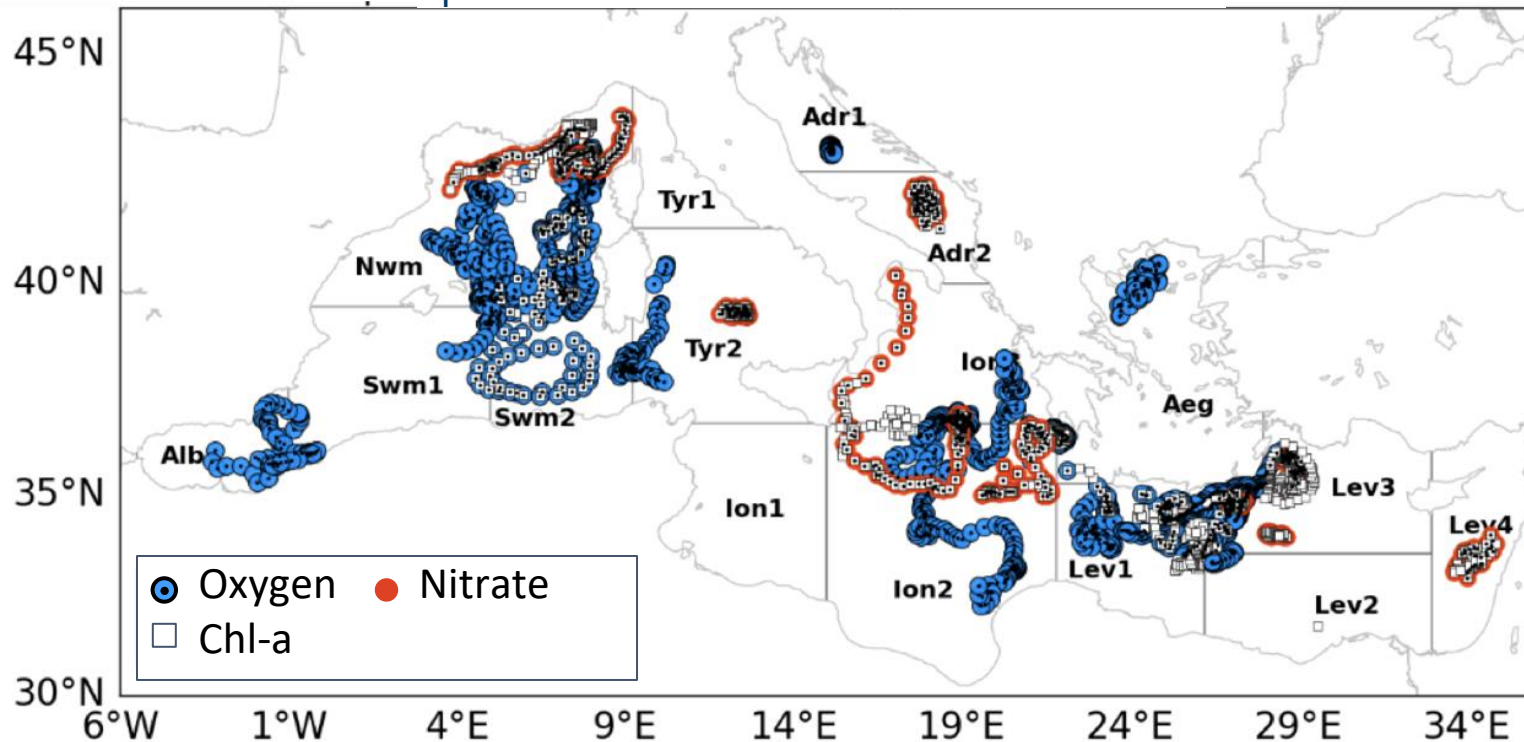 45°N
Adr1
Tyr1
Adr2
Nwm
40°N
Tyr2
Ion3
Swm1
Aeg
Swm2
Alb
35°N
Lev3
Ion1
Lev4
Lev1
Oxygen Nitrate
Ion2
Lev2
Chl-a
30°N
6°W 1°W 4°E 9°E 14°E 19°E 24°E 29°E 34°E